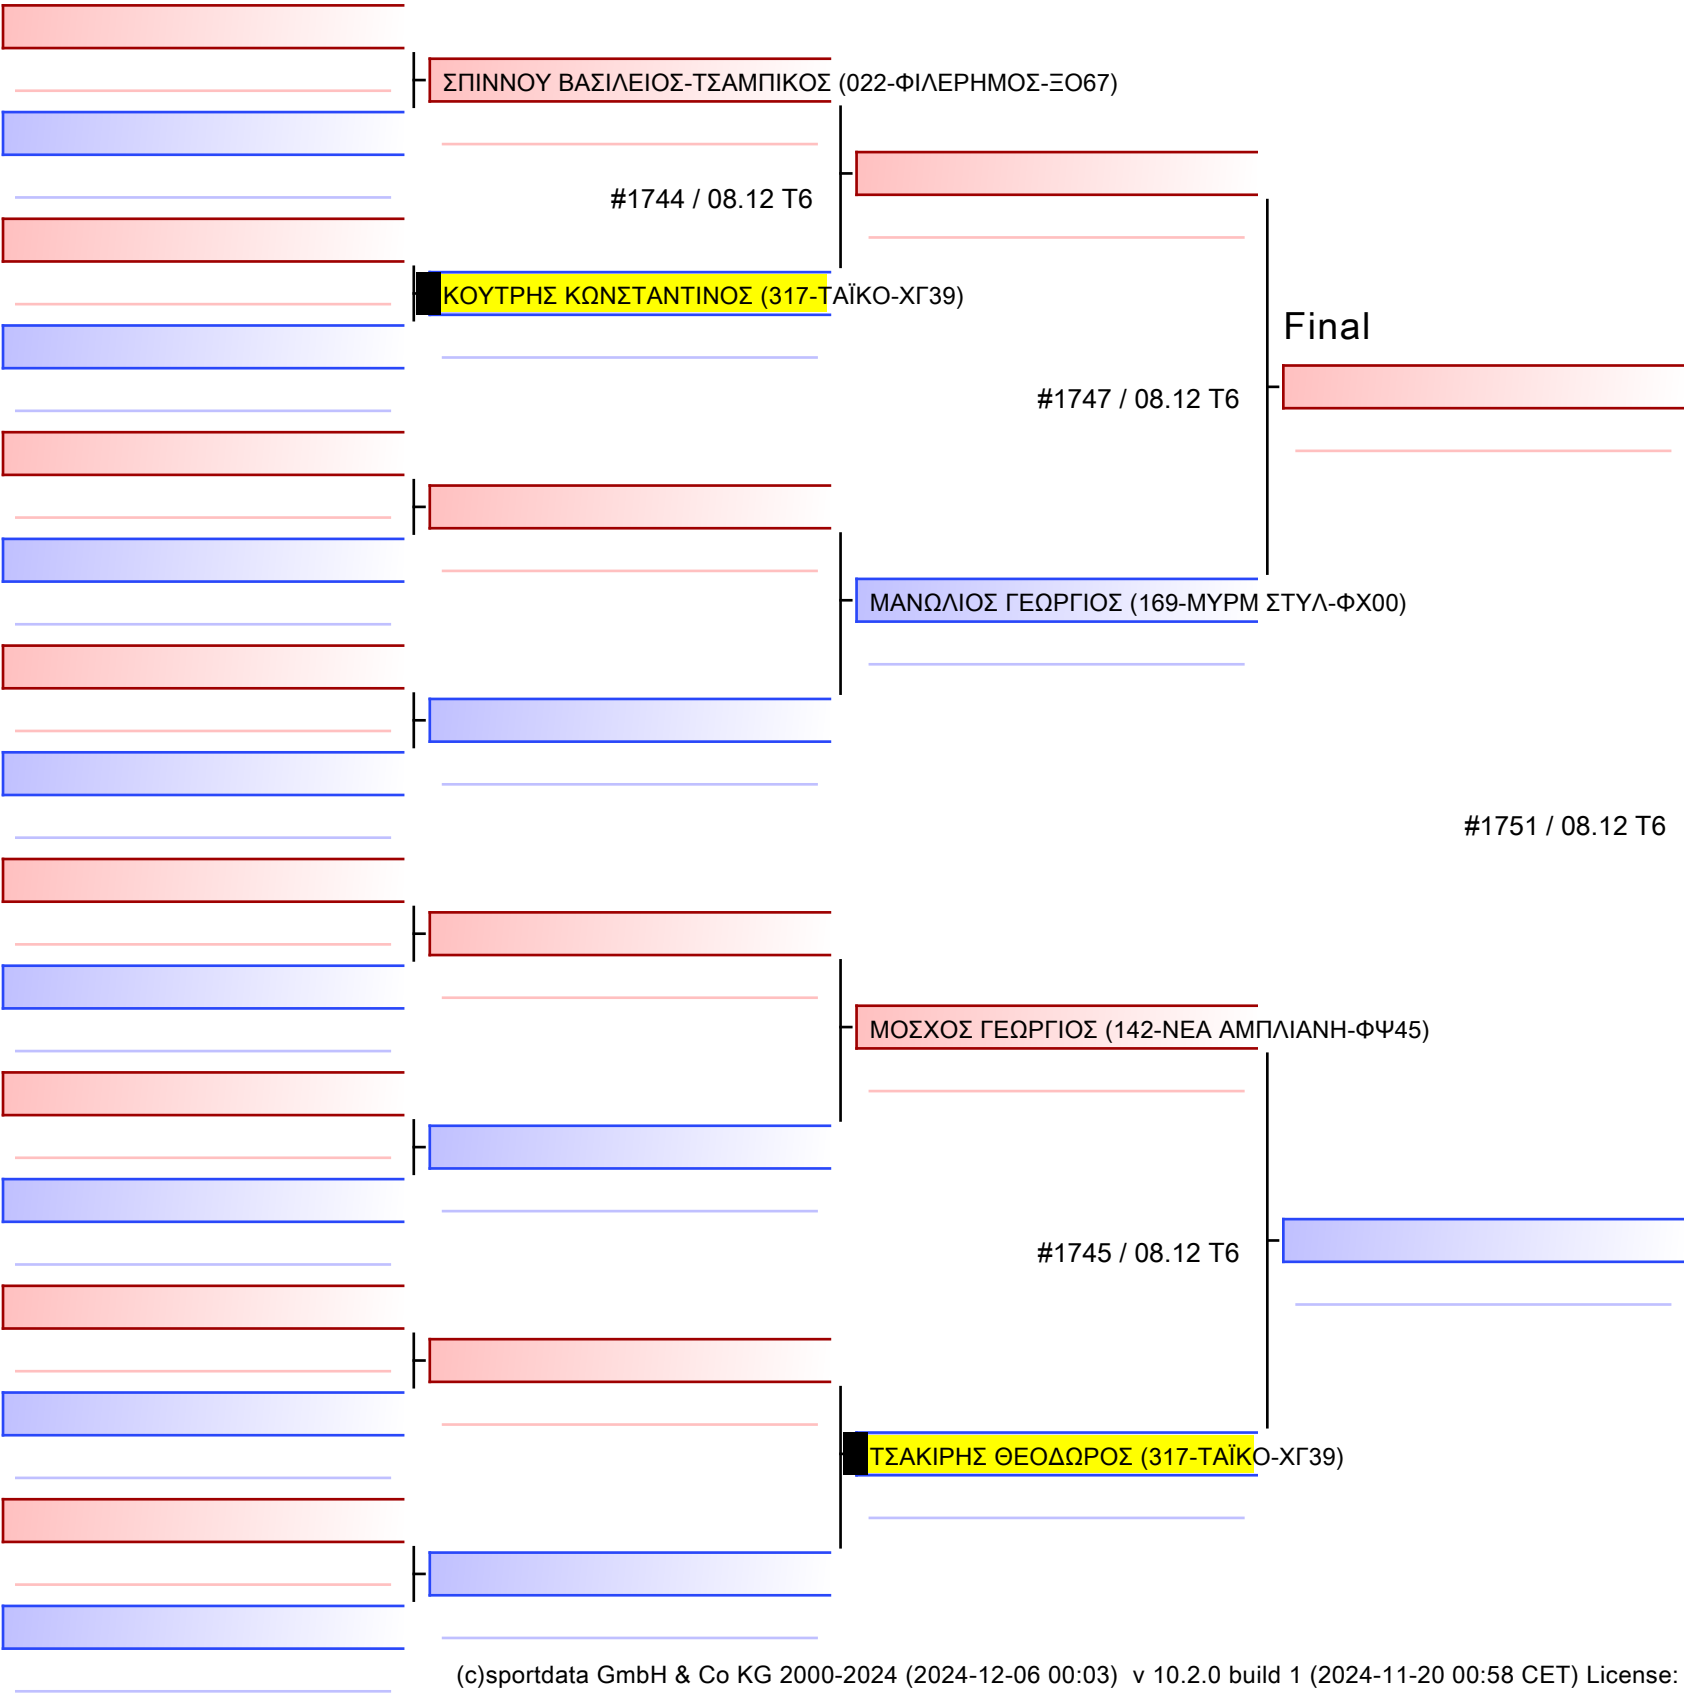 ΣΠΙΝΝΟΥ ΒΑΣΙΛΕΙΟΣ-ΤΣΑΜΠΙΚΟΣ (022-ΦΙΛΕΡΗΜΟΣ-ΞΟ67)
#1744 / 08.12 T6
ΚΟΥΤΡΗΣ ΚΩΝΣΤΑΝΤΙΝΟΣ (317-ΤΑΪΚΟ-ΧΓ39)
Final
#1747 / 08.12 T6
ΜΑΝΩΛΙΟΣ ΓΕΩΡΓΙΟΣ (169-ΜΥΡΜ ΣΤΥΛ-ΦΧ00)
#1751 / 08.12 T6
ΜΟΣΧΟΣ ΓΕΩΡΓΙΟΣ (142-ΝΕΑ ΑΜΠΛΙΑΝΗ-ΦΨ45)
#1745 / 08.12 T6
ΤΣΑΚΙΡΗΣ ΘΕΟΔΩΡΟΣ (317-ΤΑΪΚΟ-ΧΓ39)
(c)sportdata GmbH & Co KG 2000-2024 (2024-12-06 00:03) v 10.2.0 build 1 (2024-11-20 00:58 CET) License: